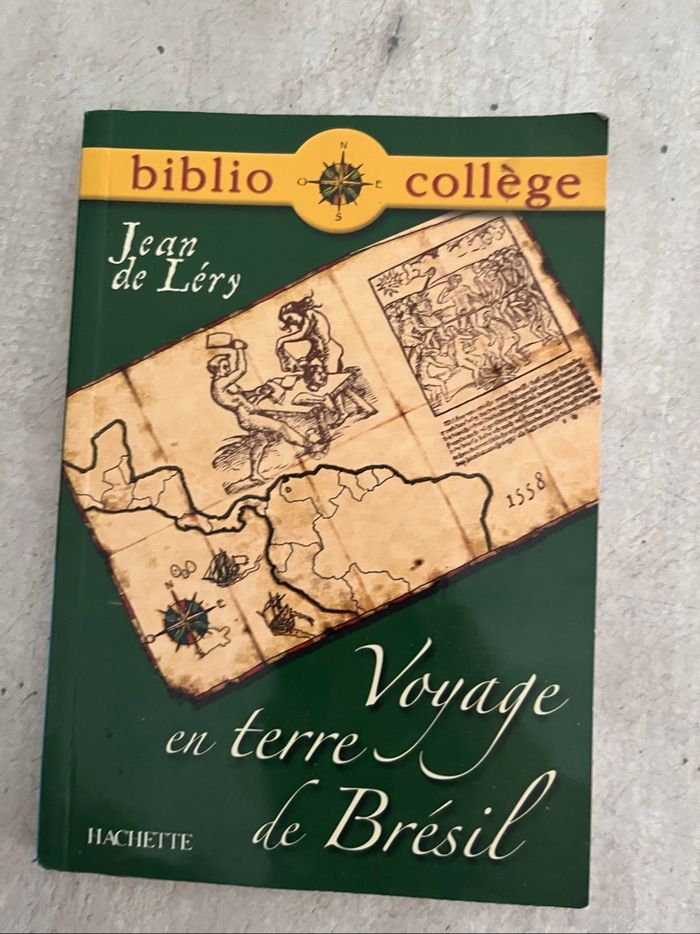 biblio collège
N
O E
S
Jean
de Léry
1558
N
Voyage
en terre
de Brésil
HACHETTE